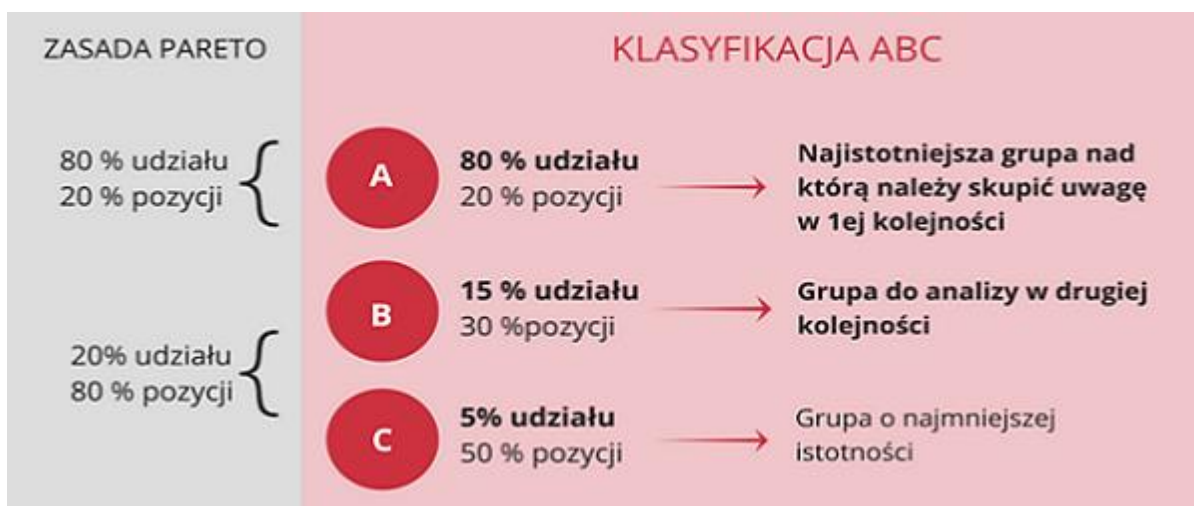 ZASADA PARETO
KLASYFIKACJA ABC
80 % udziału
20 % pozycji
A
80 % udziału
20 % pozycji
Najistotniejsza grupa nad
którą należy skupić uwagę
w 1ej kolejności
B
15 % udziału
30 %pozycji
Grupa do analizy w drugiej
kolejności
20% udziału
80 % pozycji
C
5% udziału
50 % pozycji
Grupa o najmniejszej
istotności